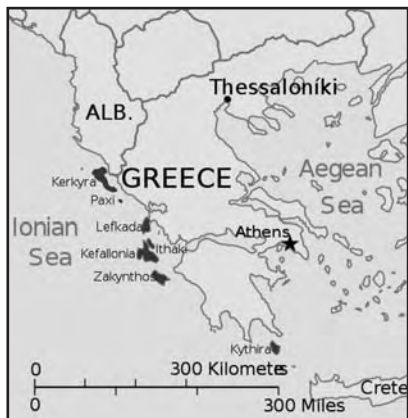 Thessaloníki
ALB.
Kerkyra
GREECE
Aegean
Sea
Paxi
Ionian
Sea
Lefkada
Ithaki
Athens
Kefallonia
Zakynthos
Kythira
0 300 Kilometers
0 300 Miles
Crete